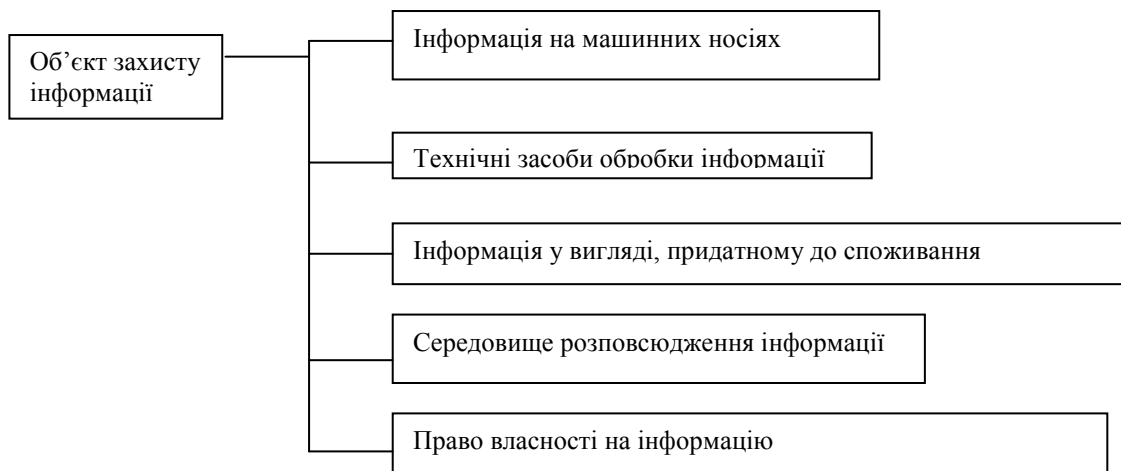 Об’єкт захисту
інформації
Інформація на машинних носіях
Технічні засоби обробки інформації
Інформація у вигляді, придатному до споживання
Середовище розповсюдження інформації
Право власності на інформацію